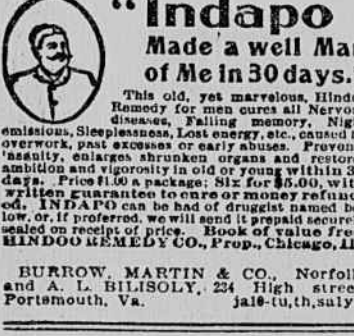 "Indapo
Made a well Ma
of Me in 30 days.
This old, yet marvelous, Hind
Remedy for men cures all Nervo
diseases, Failing memory, Nig
emissions, Sleeplessness, Lost energy, etc., caused
overwork, past excesses or early abuses. Preven
insanity, enlarges shrunken organs and restor
ambition and vigorosity in old or young within 3
days. Price $1.00 a package; Six for $5.00, wit
written guarantee to cure or money refun
ed. INDAPO can be had of druggist named b
low, or, if preferred, we will send it prepaid secure
sealed on receipt of price. Book of value fre
HINDOO REMEDY CO., Prop., Chicago, Il
BURROW, MARTIN & CO., Norfol
and A. L. BILISOLY, 234 High stree
Portsmouth, Va. ja18-tu,th,su1y